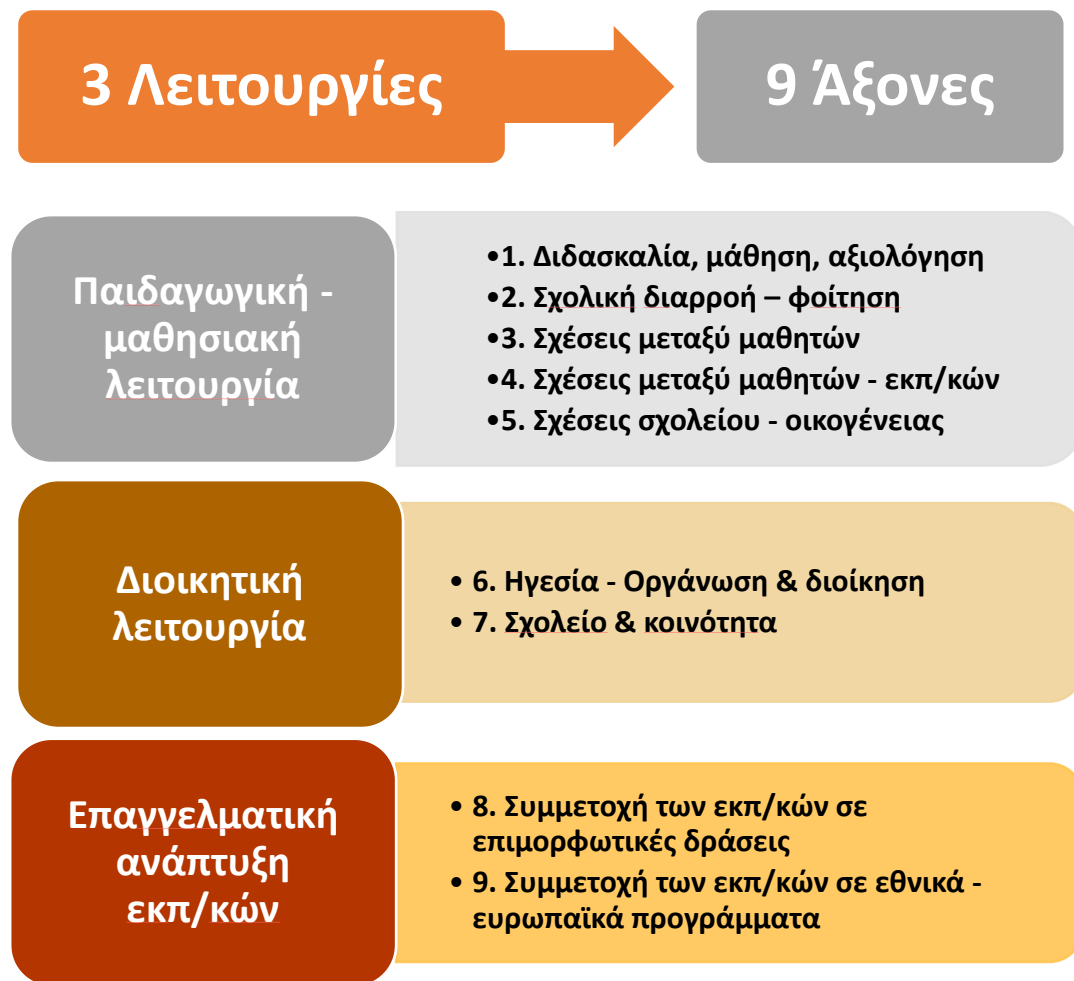 3 Λειτουργίες
9 Άξονες
Παιδαγωγική -
μαθησιακή
λειτουργία
•1. Διδασκαλία, μάθηση, αξιολόγηση
•2. Σχολική διαρροή – φοίτηση
•3. Σχέσεις μεταξύ μαθητών
•4. Σχέσεις μεταξύ μαθητών - εκπ/κών
•5. Σχέσεις σχολείου - οικογένειας
Διοικητική
λειτουργία
• 6. Ηγεσία - Οργάνωση & διοίκηση
• 7. Σχολείο & κοινότητα
Επαγγελματική
ανάπτυξη
εκπ/κών
• 8. Συμμετοχή των εκπ/κών σε
επιμορφωτικές δράσεις
• 9. Συμμετοχή των εκπ/κών σε εθνικά -
ευρωπαϊκά προγράμματα